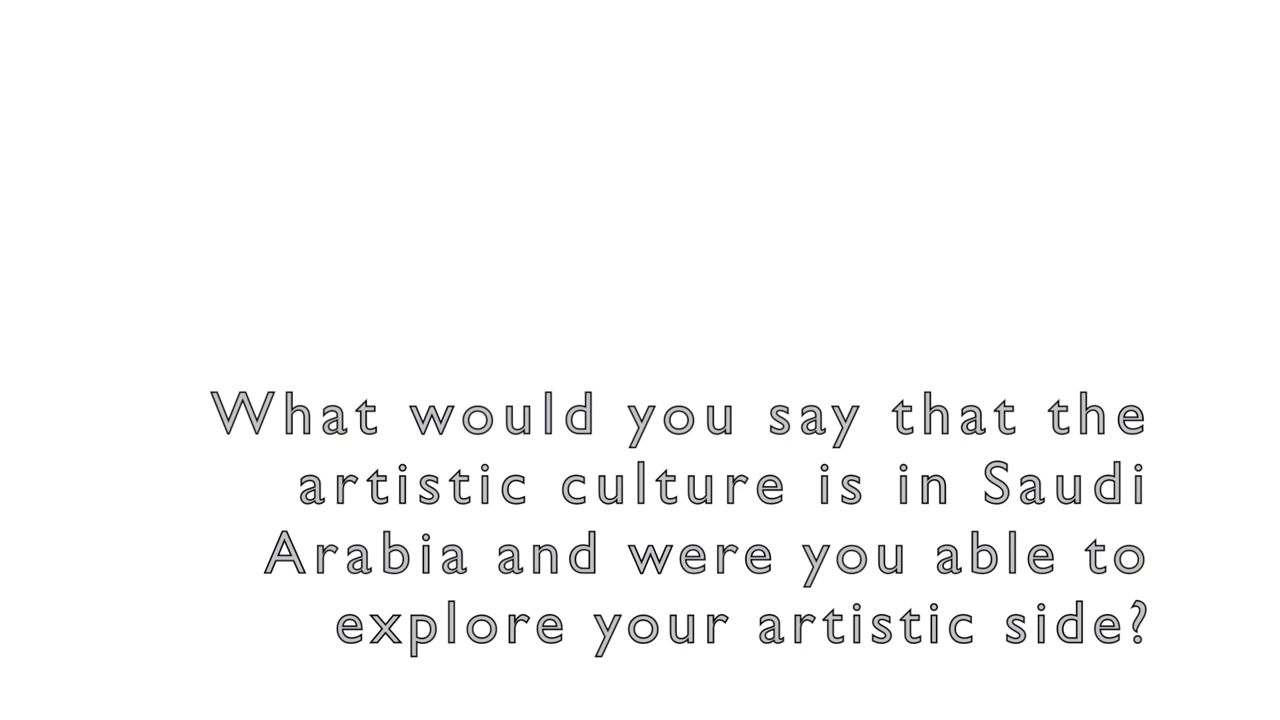 What would you say that the
artistic culture is in Saudi
Arabia and were you able to
explore your artistic side?